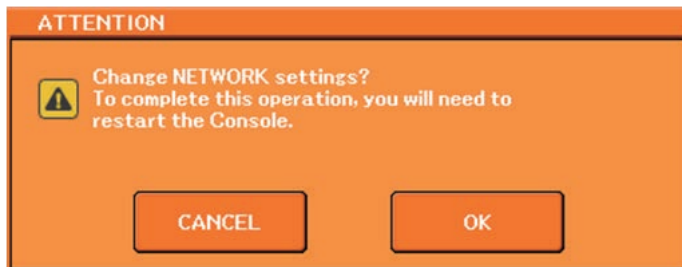 ATTENTION
Change NETWORK settings?
To complete this operation, you will need to
restart the Console.
CANCEL
OK